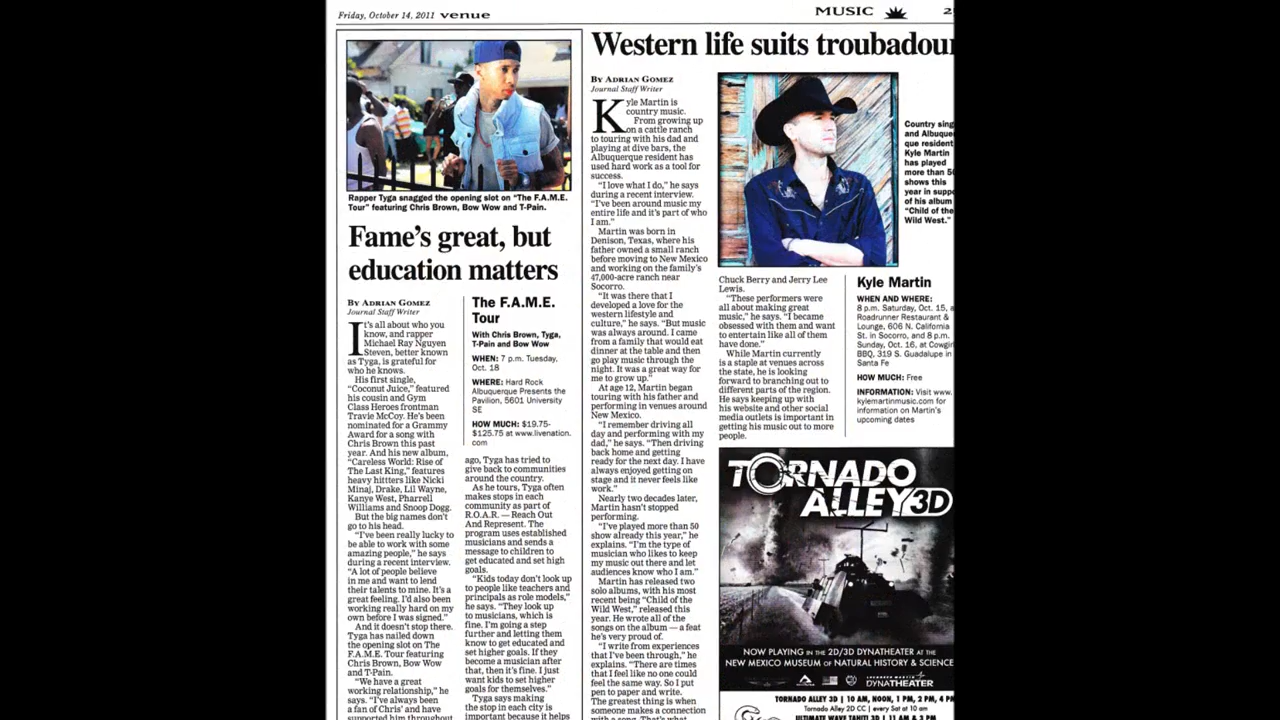 Friday, October 14, 2011 venue
MUSIC
Rapper Tyga snagged the opening slot on "The F.A.M.E.
Tour" featuring Chris Brown, Bow Wow and T-Pain.
Fame's great, but
education matters
BY ADRIAN GOMEZ
Journal Staff Writer
It's all about who you
know, and rapper
Michael Ray Nguyen
Steven, better known
as Tyga, is grateful for
who he knows.
His first single,
"Coconut Juice," featured
his cousin and Gym
Class Heroes frontman
Travie McCoy. He's been
nominated for a Grammy
Award for a song with
Chris Brown this past
year. And his new album,
"Careless World: Rise of
The Last King," features
heavy hittters like Nicki
Minaj, Drake, Lil Wayne,
Kanye West, Pharrell
Williams and Snoop Dogg.
But the big names don't
go to his head.
"I've been really lucky to
be able to work with some
amazing people," he says
during a recent interview.
"A lot of people believe
in me and want to lend
their talents to mine. It's a
great feeling. I'd also been
working really hard on my
own before I was signed."
And it doesn't stop there.
Tyga has nailed down
the opening slot on The
F.A.M.E. Tour featuring
Chris Brown, Bow Wow
and T-Pain.
"We have a great
working relationship," he
says. "I've always been
a fan of Chris' and have
supported him throughout
The F.A.M.E.
Tour
With Chris Brown, Tyga,
T-Pain and Bow Wow
WHEN: 7 p.m. Tuesday,
Oct. 18
WHERE: Hard Rock
Albuquerque Presents the
Pavilion, 5601 University
SE
HOW MUCH: $19.75-
$125.75 at www.livenation.
com
ago, Tyga has tried to
give back to communities
around the country.
As he tours, Tyga often
makes stops in each
community as part of
R.O.A.R. — Reach Out
And Represent. The
program uses established
musicians and sends a
message to children to
get educated and set high
goals.
"Kids today don't look up
to people like teachers and
principals as role models,"
he says. "They look up
to musicians, which is
fine. I'm going a step
further and letting them
know to get educated and
set higher goals. If they
become a musician after
that, then it's fine. I just
want kids to set higher
goals for themselves."
Tyga says making
the stop in each city is
important because it helps
Western life suits troubadour
BY ADRIAN GOMEZ
Journal Staff Writer
Kyle Martin is
country music.
From growing up
on a cattle ranch
to touring with his dad and
playing at dive bars, the
Albuquerque resident has
used hard work as a tool for
success.
"I love what I do," he says
during a recent interview.
"I've been around music my
entire life and it's part of who
I am."
Martin was born in
Denison, Texas, where his
father owned a small ranch
before moving to New Mexico
and working on the family's
47,000-acre ranch near
Socorro.
"It was there that I
developed a love for the
western lifestyle and
culture," he says. "But music
was always around. I came
from a family that would eat
dinner at the table and then
go play music through the
night. It was a great way for
me to grow up."
At age 12, Martin began
touring with his father and
performing in venues around
New Mexico.
"I remember driving all
day and performing with my
dad," he says. "Then driving
back home and getting
ready for the next day. I have
always enjoyed getting on
stage and it never feels like
work."
Nearly two decades later,
Martin hasn't stopped
performing.
"I've played more than 50
show already this year," he
explains. "I'm the type of
musician who likes to keep
my music out there and let
audiences know who I am."
Martin has released two
solo albums, with his most
recent being "Child of the
Wild West," released this
year. He wrote all of the
songs on the album — a feat
he's very proud of.
"I write from experiences
that I've been through," he
explains. "There are times
that I feel like no one could
feel the same way. So I put
pen to paper and write.
The greatest thing is when
someone makes a connection
with a song. That's what
Country sing
and Albuque
que resident
Kyle Martin
has played
more than 50
shows this
year in suppo
of his album
"Child of the
Wild West."
Chuck Berry and Jerry Lee
Lewis.
"These performers were
all about making great
music," he says. "I became
obsessed with them and want
to entertain like all of them
have done."
While Martin currently
is a staple at venues across
the state, he is looking
forward to branching out to
different parts of the region.
He says keeping up with
his website and other social
media outlets is important in
getting his music out to more
people.
Kyle Martin
WHEN AND WHERE:
8 p.m. Saturday, Oct. 15, a
Roadrunner Restaurant &
Lounge, 606 N. California
St. in Socorro, and 8 p.m.
Sunday, Oct. 16, at Cowgir
BBQ, 319 S. Guadalupe in
Santa Fe
HOW MUCH: Free
INFORMATION: Visit www.
kylemartinmusic.com for
information on Martin's
upcoming dates
TORNADO
ALLEY 3D
NOW PLAYING IN THE 2D/3D DYNATHEATER AT THE
NEW MEXICO MUSEUM OF NATURAL HISTORY & SCIENCE
DYNATHEATER
TORNADO ALLEY 3D | 10 AM, NOON, 1 PM, 2 PM, 4 P
Tornado Alley 2D CC | every Sat at 10 am
ULTIMATE WAVE TAHITI 3D | 11 AM & 3 PM